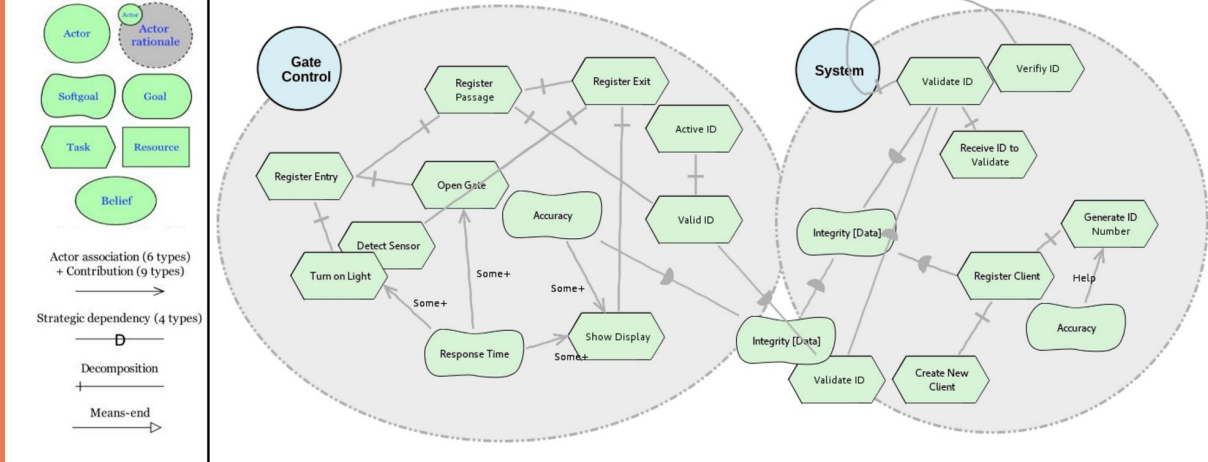 Actor
Actor
Actor
rationale
Softgoal
Goal
Task
Resource
Belief
Actor association (6 types)
+ Contribution (9 types)
Strategic dependency (4 types)
D
Decomposition
Means-end
Gate
Control
Register
Passage
Register Exit
Active ID
Register Entry
Open Gate
Accuracy
Valid ID
Detect Sensor
Turn on Light
Some+
Some+
Some+
Response Time
Show Display
Some+
Integrity [Data]
Validate ID
System
Validate ID
Verifiy ID
Receive ID to
Validate
Integrity [Data]
Generate ID
Number
Register Client
Help
Accuracy
Create New
Client